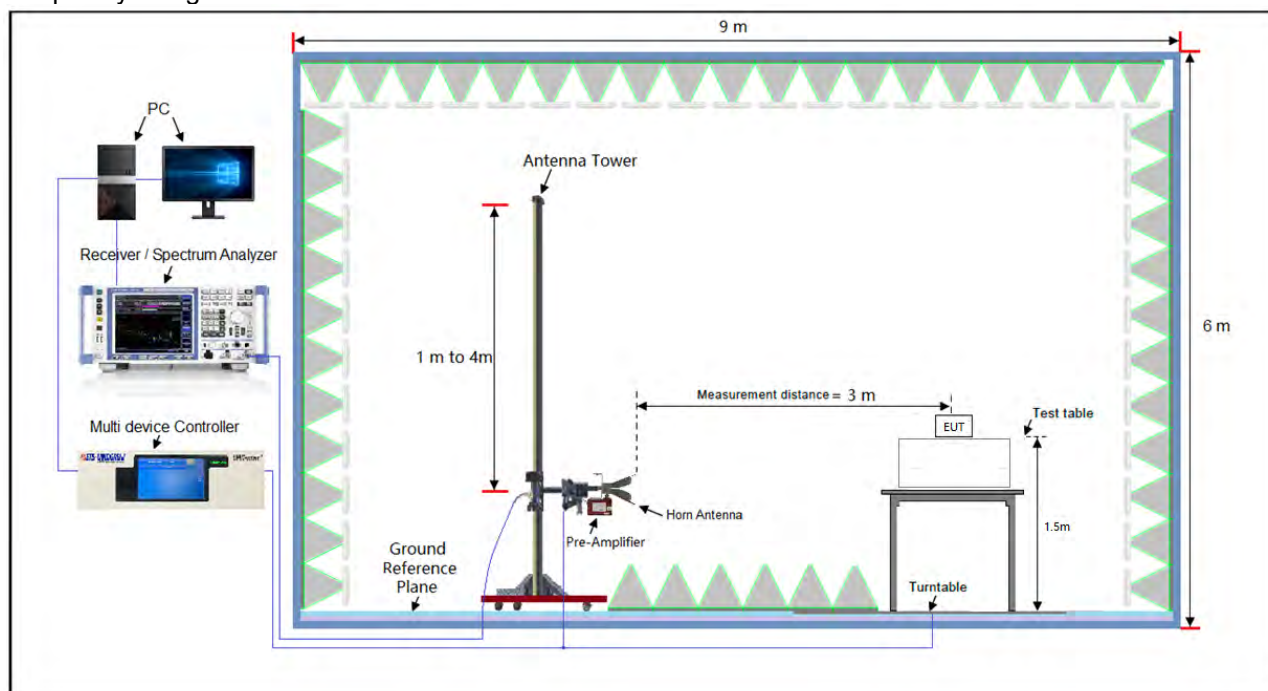 9 m
PC
Antenna Tower
Receiver / Spectrum Analyzer
6 m
1 m to 4m
Measurement distance = 3 m
EUT
Test table
Multi device Controller
Horn Antenna
1.5m
Pre-Amplifier
Ground
Reference
Plane
Turntable